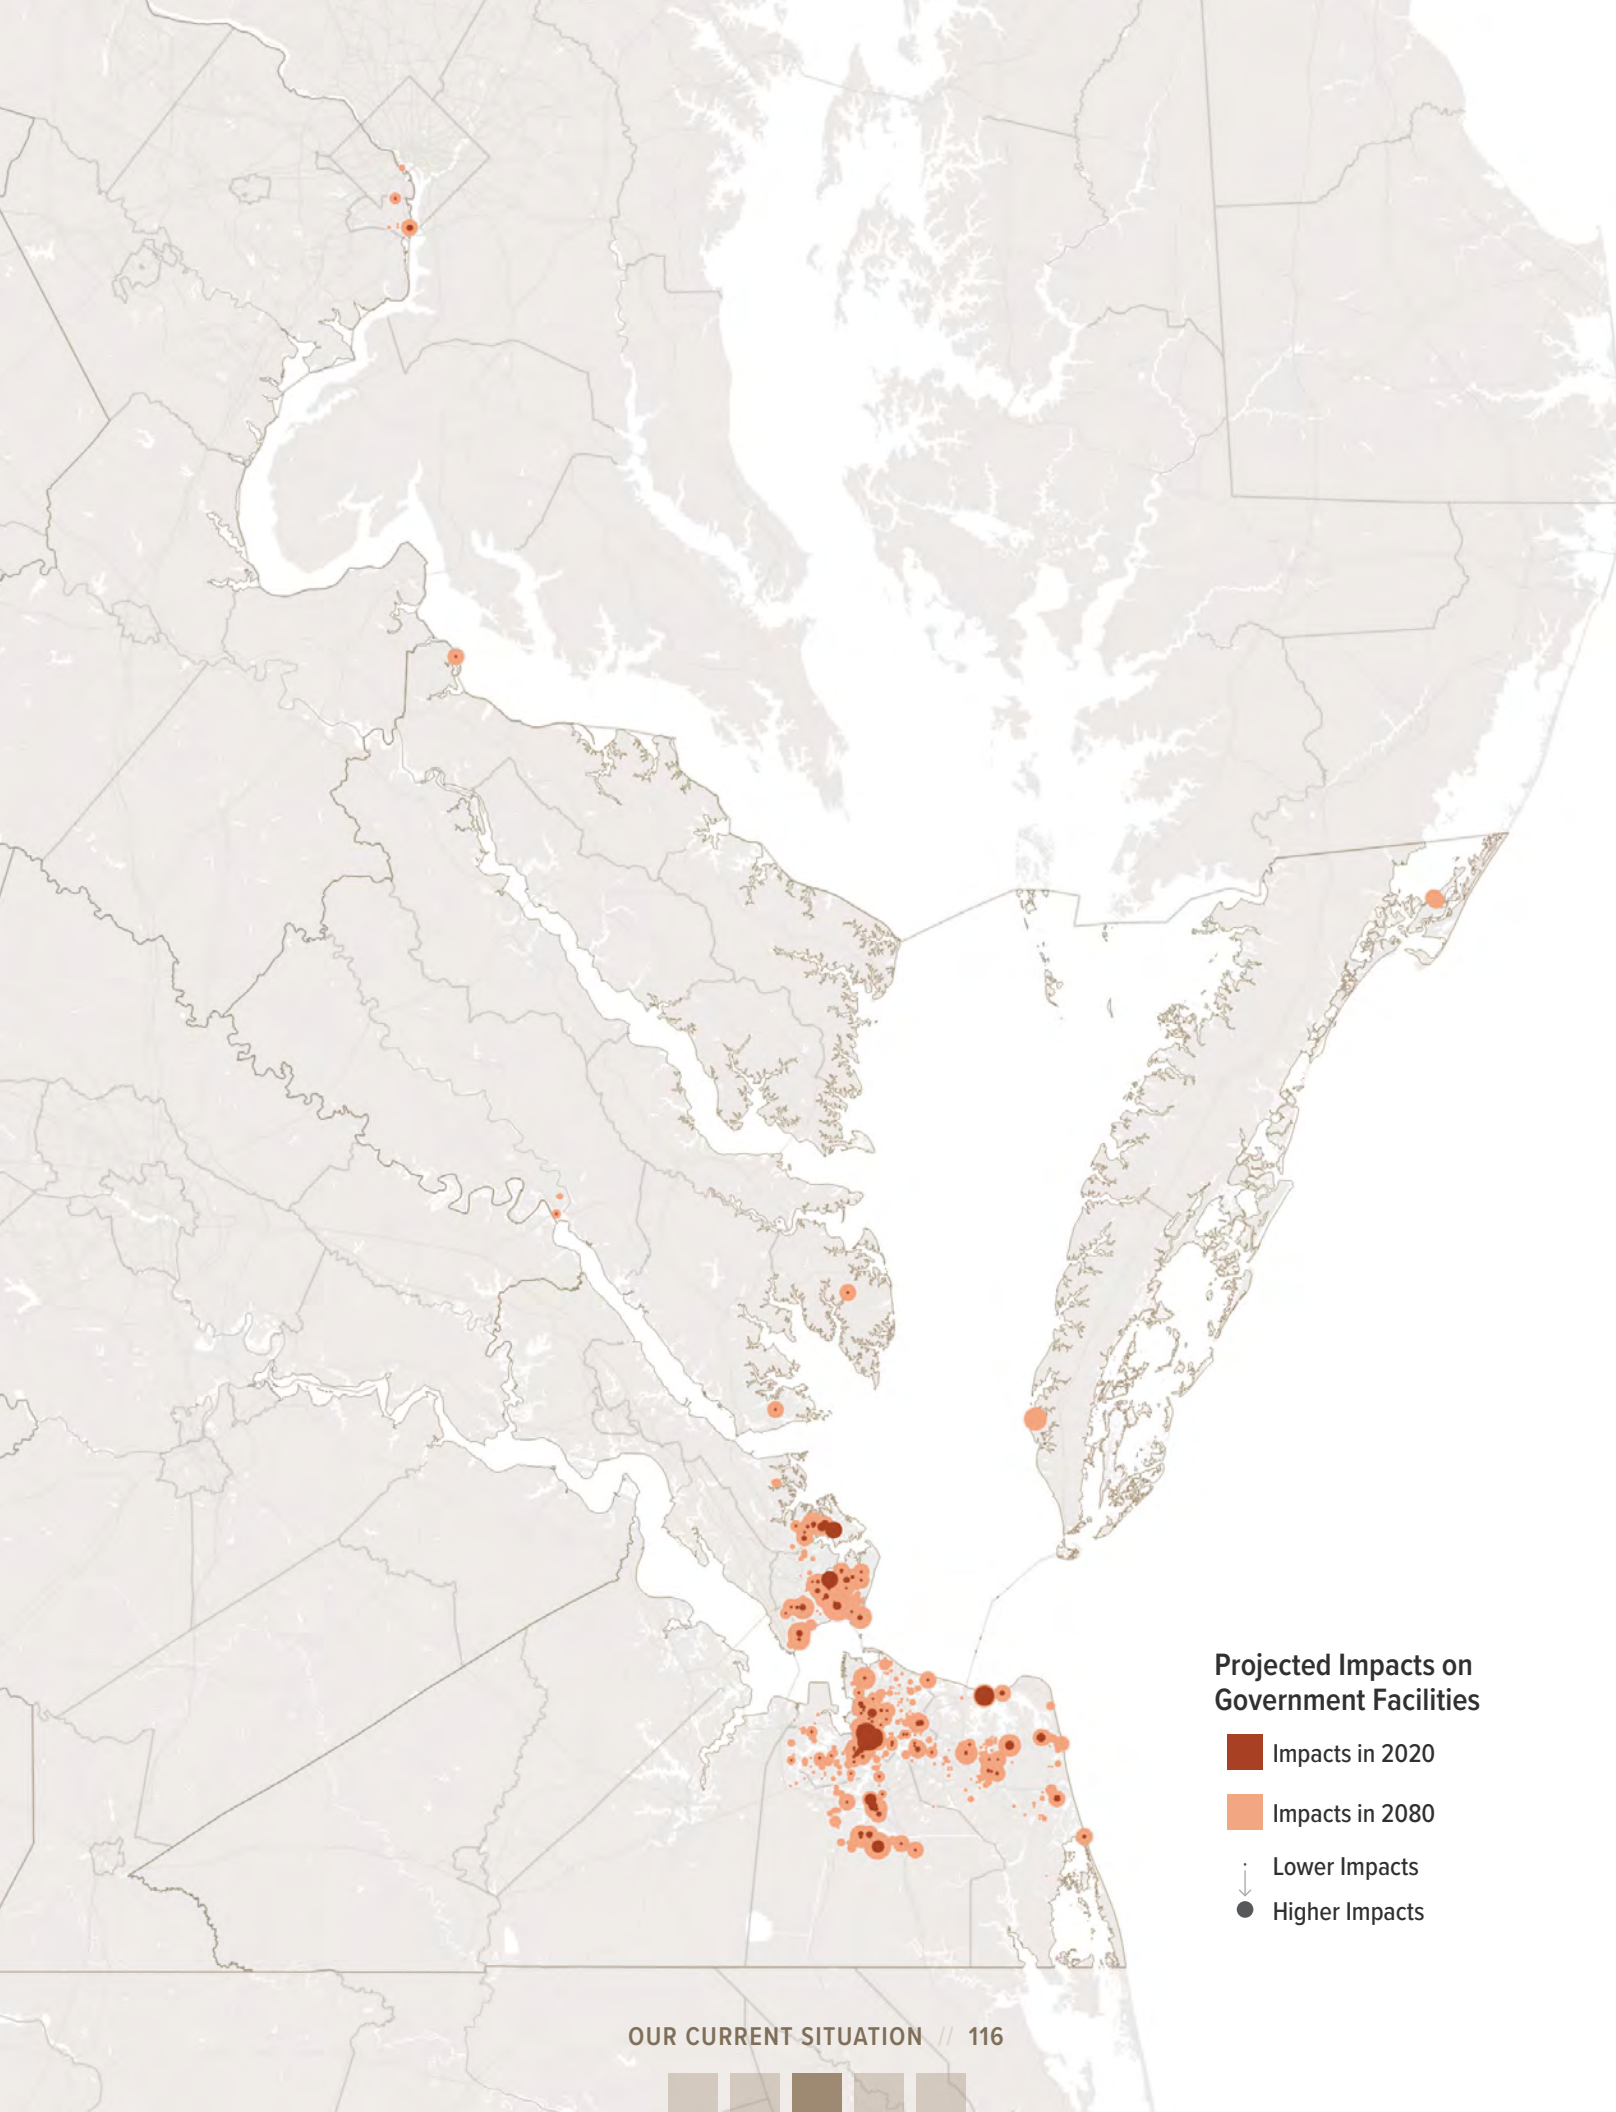 Projected Impacts on
Government Facilities
Impacts in 2020
Impacts in 2080
Lower Impacts
Higher Impacts
OUR CURRENT SITUATION // 116